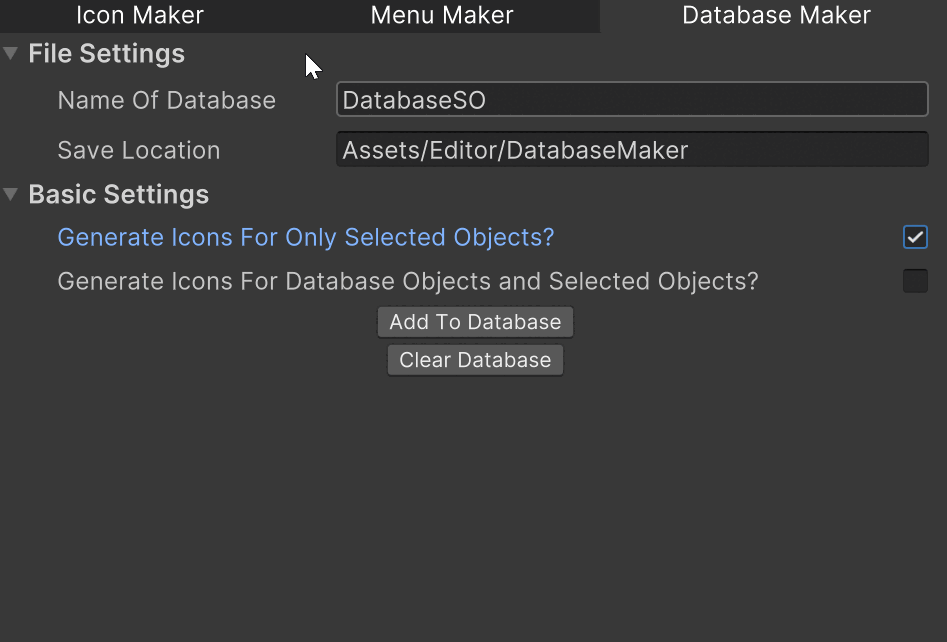 Icon Maker Menu Maker Database Maker
File Settings
Name Of Database DatabaseSO
Save Location Assets/Editor/DatabaseMaker
Basic Settings
Generate Icons For Only Selected Objects?
Generate Icons For Database Objects and Selected Objects?
Add To Database
Clear Database